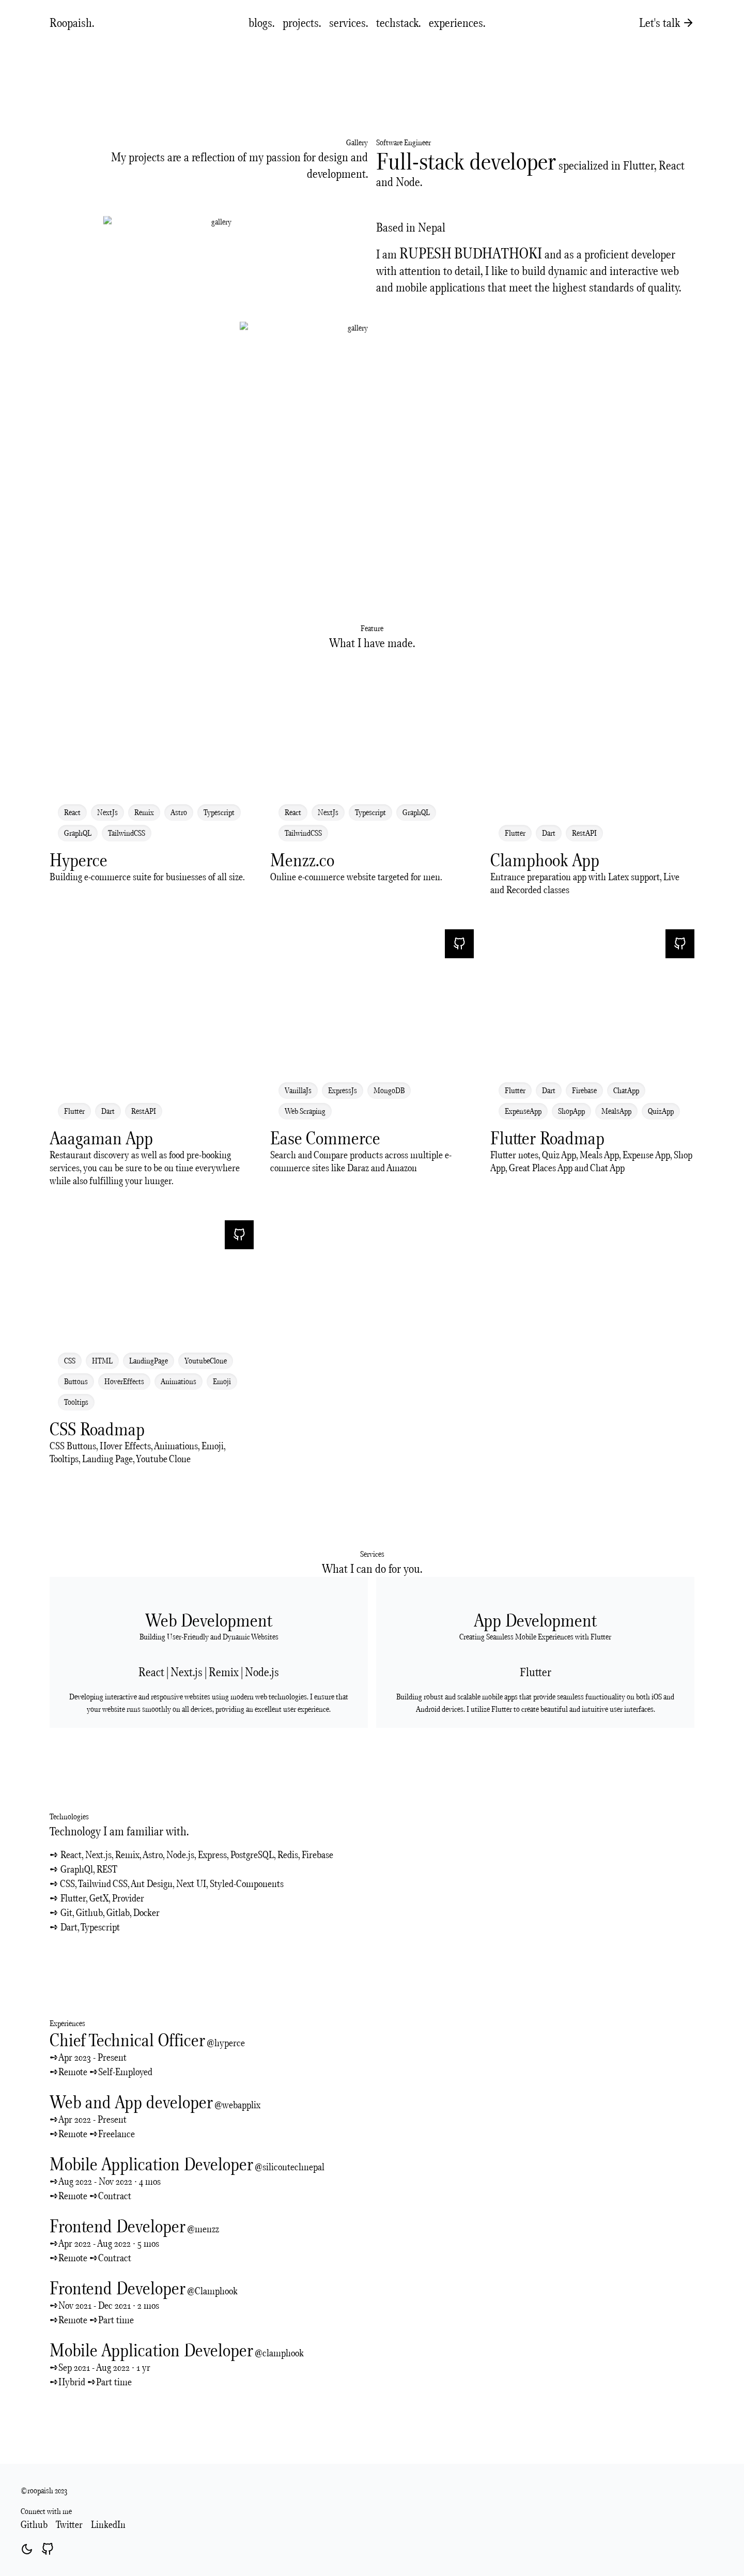 Roopaish.
blogs. projects. services. techstack. experiences.
Let's talk →
Gallery
My projects are a reflection of my passion for design and
development.
gallery
gallery
Software Engineer
Full-stack developer specialized in Flutter, React
and Node.
Based in Nepal
I am RUPESH BUDHATHOKI and as a proficient developer
with attention to detail, I like to build dynamic and interactive web
and mobile applications that meet the highest standards of quality.
Feature
What I have made.
React NextJs Remix Astro Typescript
GraphQL TailwindCSS
Hyperce
Building e-commerce suite for businesses of all size.
React NextJs Typescript GraphQL
TailwindCSS
Menzz.co
Online e-commerce website targeted for men.
Flutter Dart RestAPI
Clamphook App
Entrance preparation app with Latex support, Live
and Recorded classes
Flutter Dart RestAPI
Aaagaman App
Restaurant discovery as well as food pre-booking
services, you can be sure to be on time everywhere
while also fulfilling your hunger.
VanillaJs ExpressJs MongoDB
Web Scraping
Ease Commerce
Search and Compare products across multiple e-
commerce sites like Daraz and Amazon
Flutter Dart Firebase ChatApp
ExpenseApp ShopApp MealsApp QuizApp
Flutter Roadmap
Flutter notes, Quiz App, Meals App, Expense App, Shop
App, Great Places App and Chat App
CSS HTML LandingPage YoutubeClone
Buttons HoverEffects Animations Emoji
Tooltips
CSS Roadmap
CSS Buttons, Hover Effects, Animations, Emoji,
Tooltips, Landing Page, Youtube Clone
Services
What I can do for you.
Web Development
Building User-Friendly and Dynamic Websites
React | Next.js | Remix | Node.js
Developing interactive and responsive websites using modern web technologies. I ensure that
your website runs smoothly on all devices, providing an excellent user experience.
App Development
Creating Seamless Mobile Experiences with Flutter
Flutter
Building robust and scalable mobile apps that provide seamless functionality on both iOS and
Android devices. I utilize Flutter to create beautiful and intuitive user interfaces.
Technologies
Technology I am familiar with.
➺ React, Next.js, Remix, Astro, Node.js, Express, PostgreSQL, Redis, Firebase
➺ GraphQl, REST
➺ CSS, Tailwind CSS, Ant Design, Next UI, Styled-Components
➺ Flutter, GetX, Provider
➺ Git, Github, Gitlab, Docker
➺ Dart, Typescript
Experiences
Chief Technical Officer @hyperce
➺Apr 2023 - Present
➺Remote ➺Self-Employed
Web and App developer @webapplix
➺Apr 2022 - Present
➺Remote ➺Freelance
Mobile Application Developer @silicontechnepal
➺Aug 2022 - Nov 2022 · 4 mos
➺Remote ➺Contract
Frontend Developer @menzz
➺Apr 2022 - Aug 2022 · 5 mos
➺Remote ➺Contract
Frontend Developer @Clamphook
➺Nov 2021 - Dec 2021 · 2 mos
➺Remote ➺Part time
Mobile Application Developer @clamphook
➺Sep 2021 - Aug 2022 · 1 yr
➺Hybrid ➺Part time
©roopaish 2023
Connect with me
Github Twitter LinkedIn